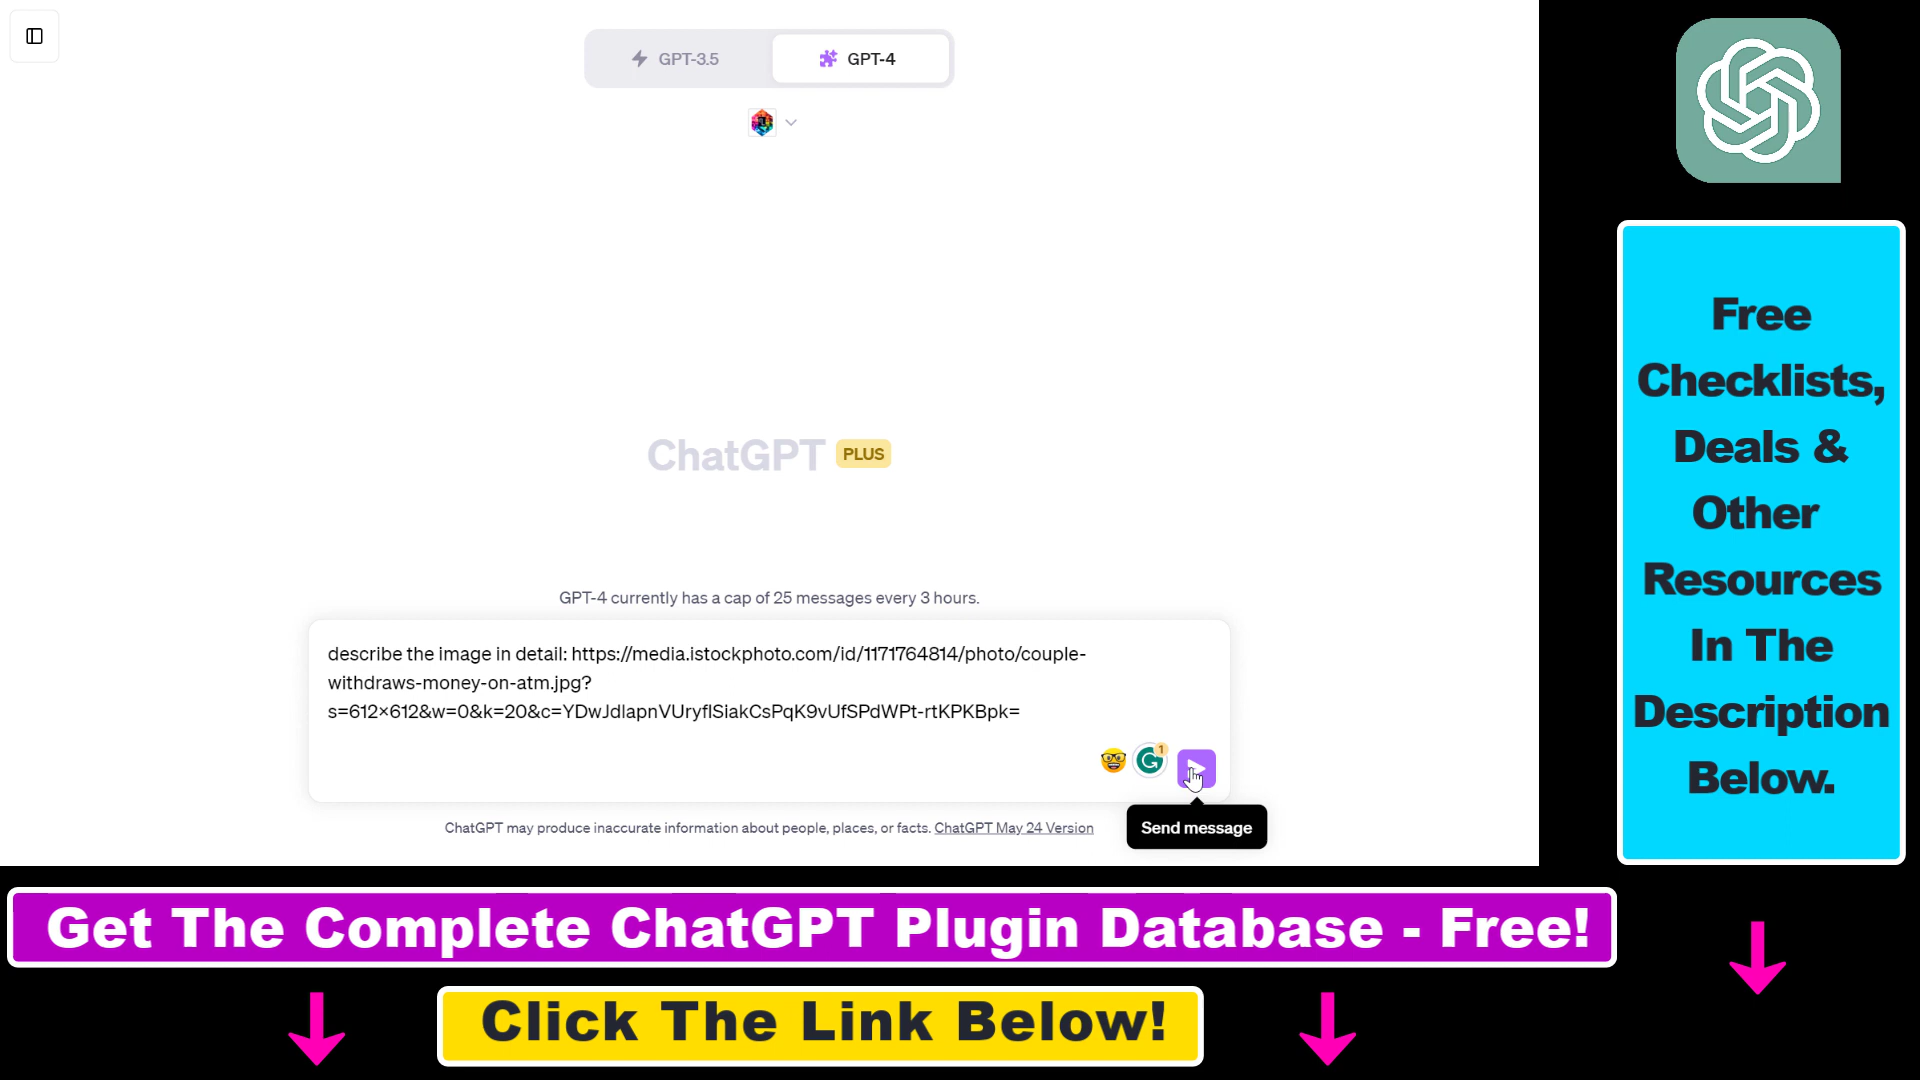 GPT-3.5
GPT-4
ChatGPT PLUS
GPT-4 currently has a cap of 25 messages every 3 hours.
describe the image in detail: https://media.istockphoto.com/id/1171764814/photo/couple-
withdraws-money-on-atm.jpg?
s=612×612&w=0&k=20&c=YDwJdlapnVUryflSiakCsPqK9vUfSPdWPt-rtKPKBpk=
1
ChatGPT may produce inaccurate information about people, places, or facts. ChatGPT May 24 Version
Send message
Free
Checklists,
Deals &
Other
Resources
In The
Description
Below.
Get The Complete ChatGPT Plugin Database - Free!
Click The Link Below!